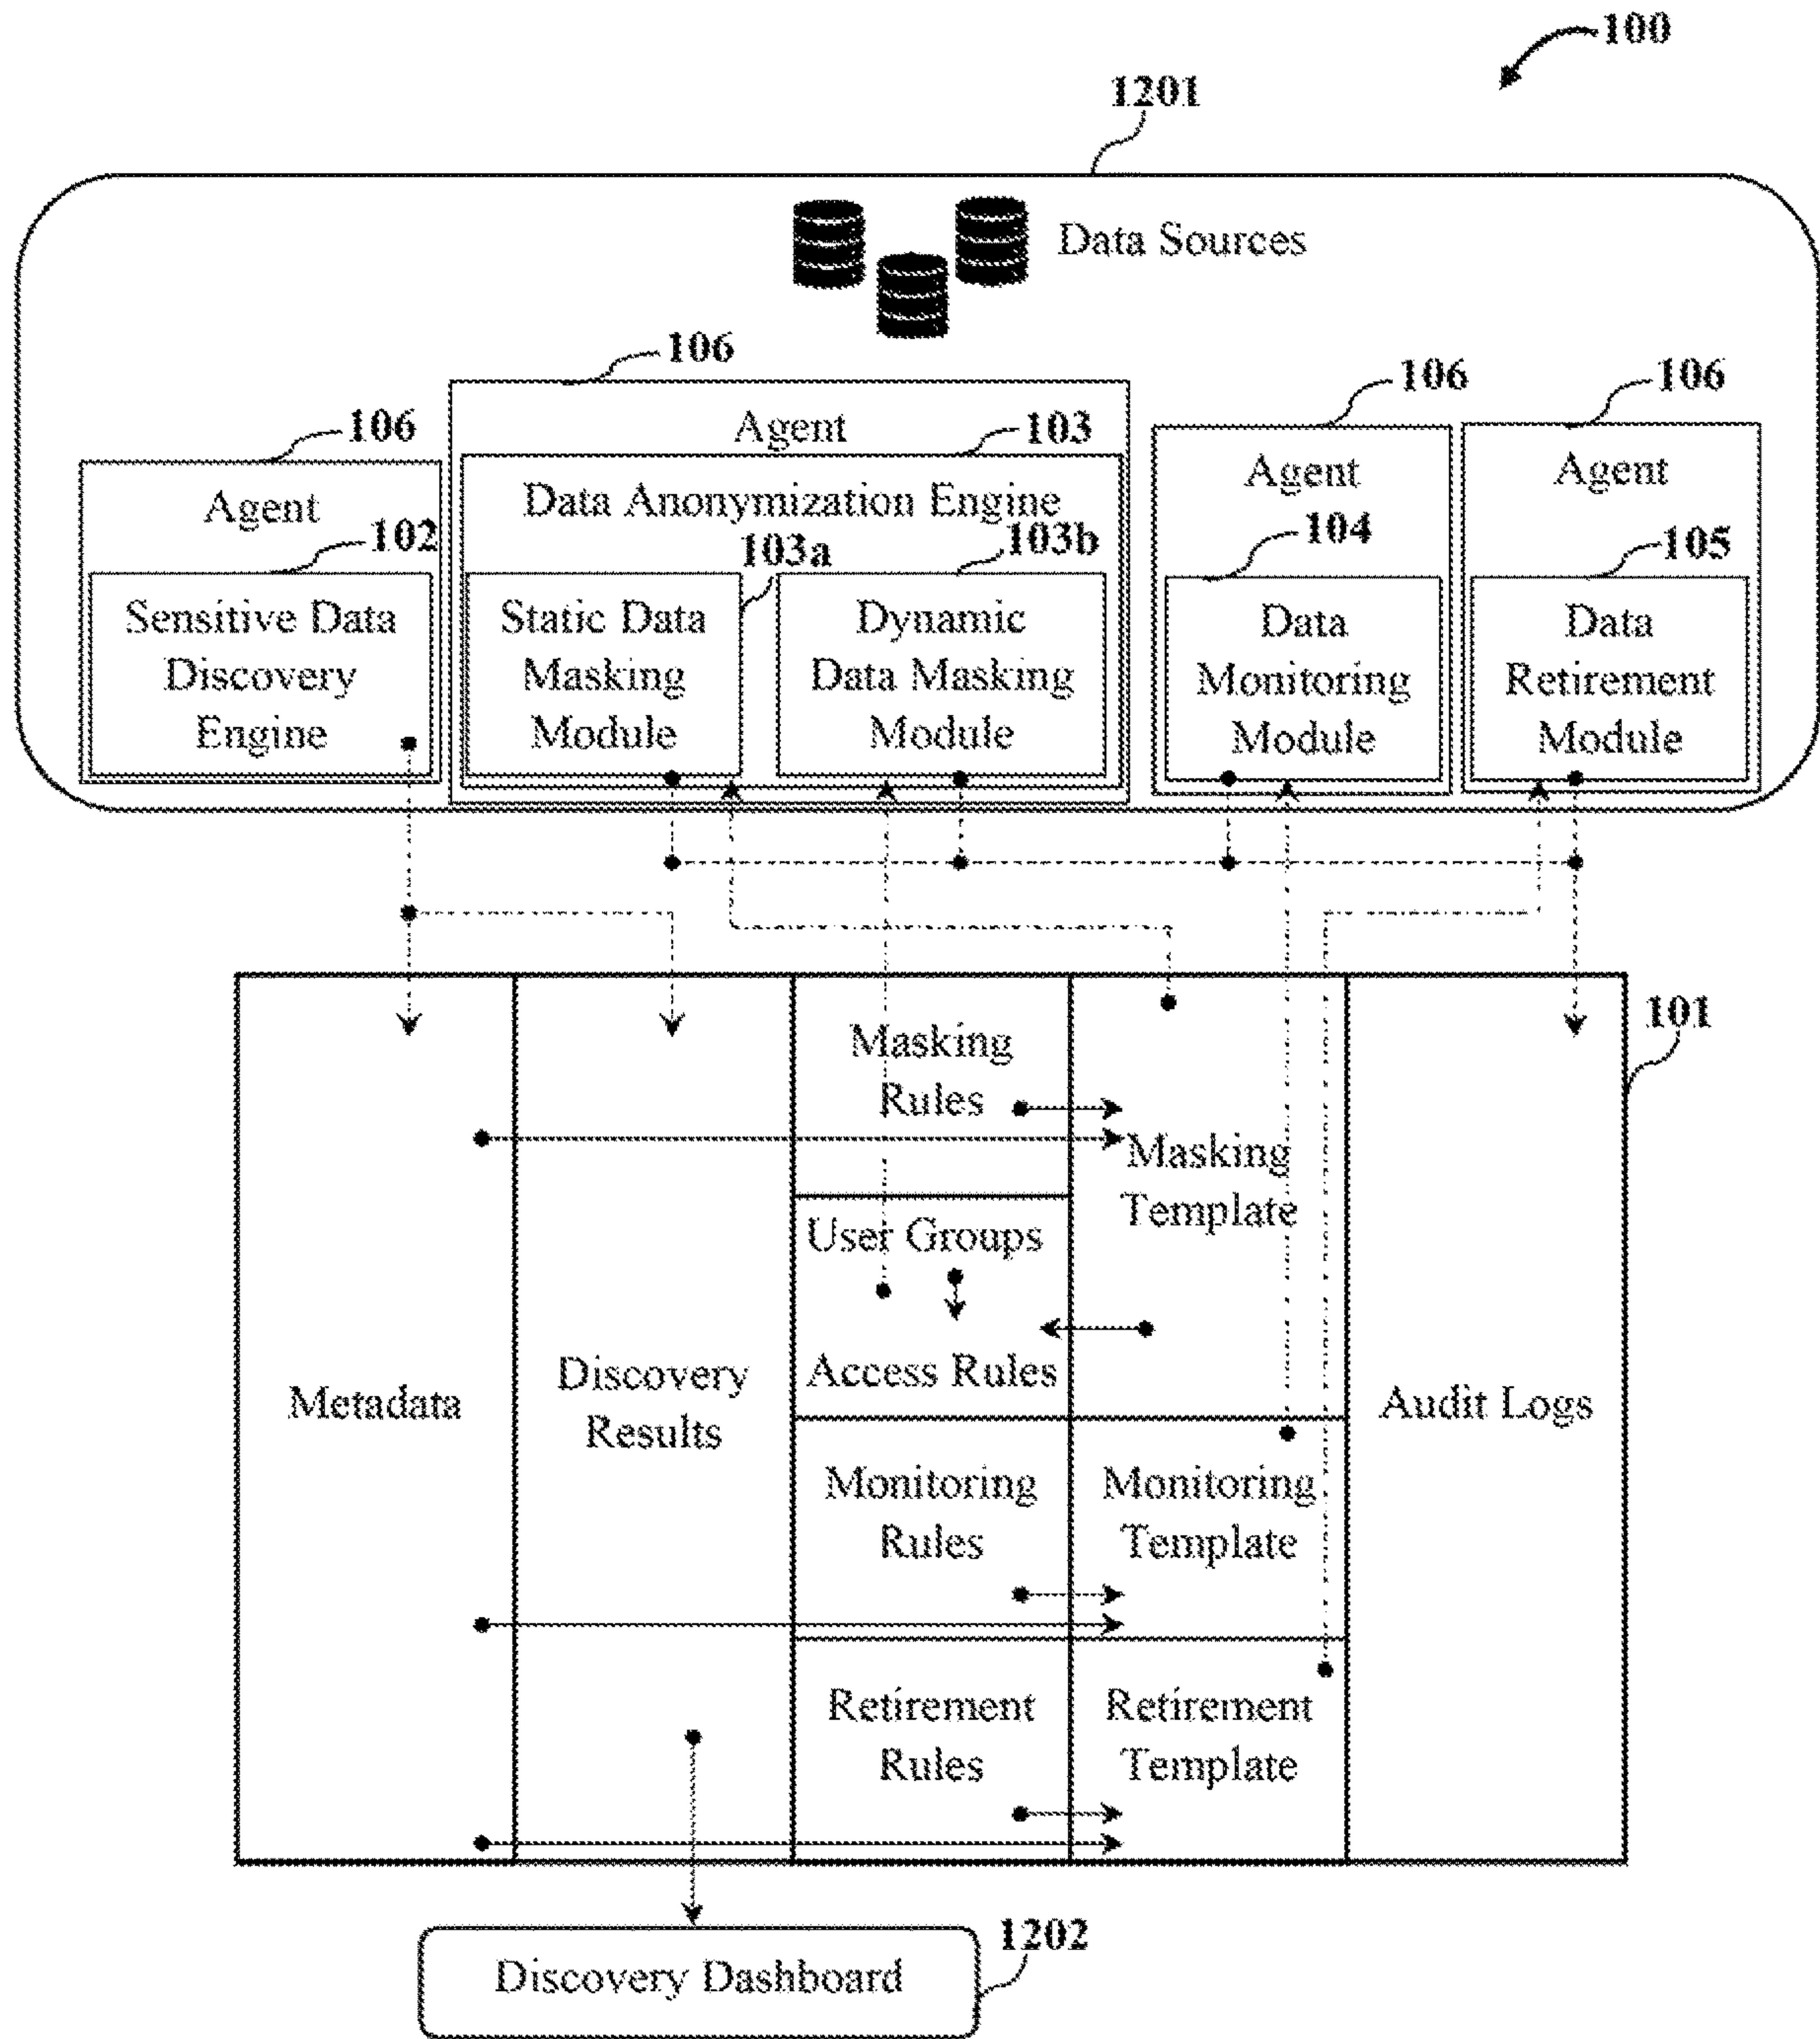 100
1201
Data Sources
106
Agent
102
Sensitive Data
Discovery
Engine
106
Agent
103
Data Anonymization Engine
103a
Static Data
Masking
Module
103b
Dynamic
Data Masking
Module
106
Agent
104
Data
Monitoring
Module
106
Agent
105
Data
Retirement
Module
101
Metadata
Discovery
Results
Masking
Rules
User Groups
Access Rules
Monitoring
Rules
Retirement
Rules
Masking
Template
Monitoring
Template
Retirement
Template
Audit Logs
Discovery Dashboard
1202